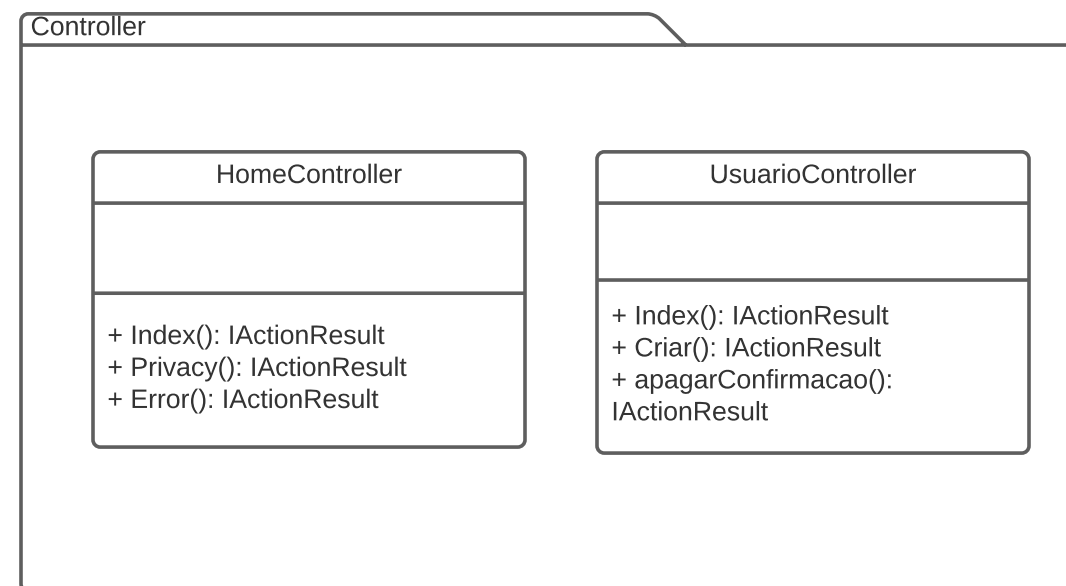 Controller
HomeController
+ Index(): IActionResult
+ Privacy(): IActionResult
+ Error(): IActionResult
UsuarioController
+ Index(): IActionResult
+ Criar(): IActionResult
+ apagarConfirmacao():
IActionResult